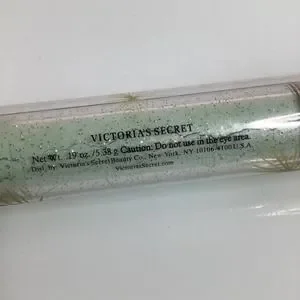 VICTORIA'S SECRET
Net Wt. .19 oz./5.38 g Caution: Do not use in the eye area.
Dist. By: Victoria's Secret Beauty Co., New York, NY 10106-4100 U.S.A.
VictoriasSecret.com